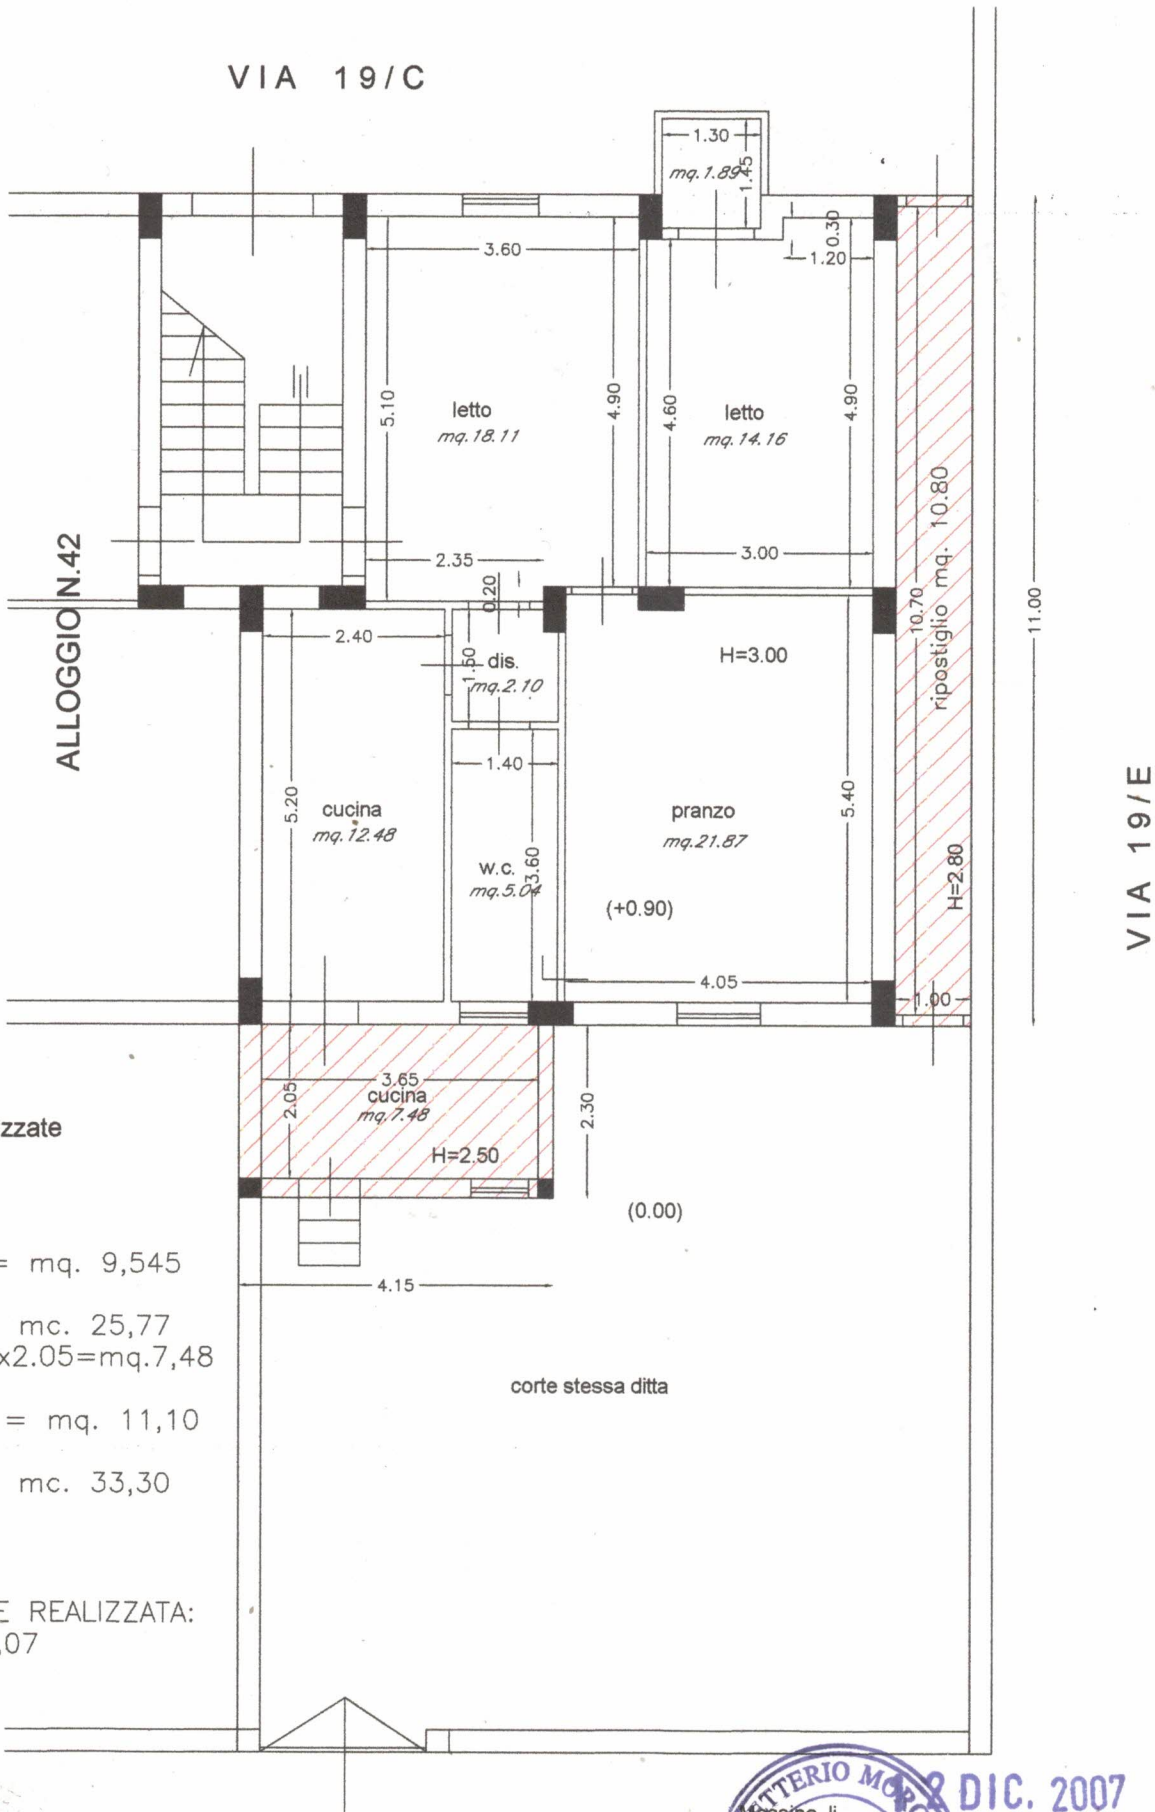 VIA 19/C
1.30
mq.1.89
1.45
0.30
1.20
3.60
5.10
4.90
4.60
4.90
letto
mq.18.11
letto
mq.14.16
ripostiglio mq. 10.80
10.70
11.00
ALLOGGIO N.42
2.35
3.00
0.20
2.40
1.50
dis.
mq.2.10
H=3.00
1.40
5.20
cucina
mq.12.48
pranzo
mq.21.87
5.40
w.c.
mq.5.04
3.60
(+0.90)
H=2.80
VIA 19/E
4.05
1.00
3.65
cucina
mq.7.48
2.05
2.30
H=2.50
zzate
(0.00)
= mq. 9,545
4.15
mc. 25,77
x2.05=mq.7,48
corte stessa ditta
= mq. 11,10
mc. 33,30
E REALIZZATA:
,07
DIC. 2007